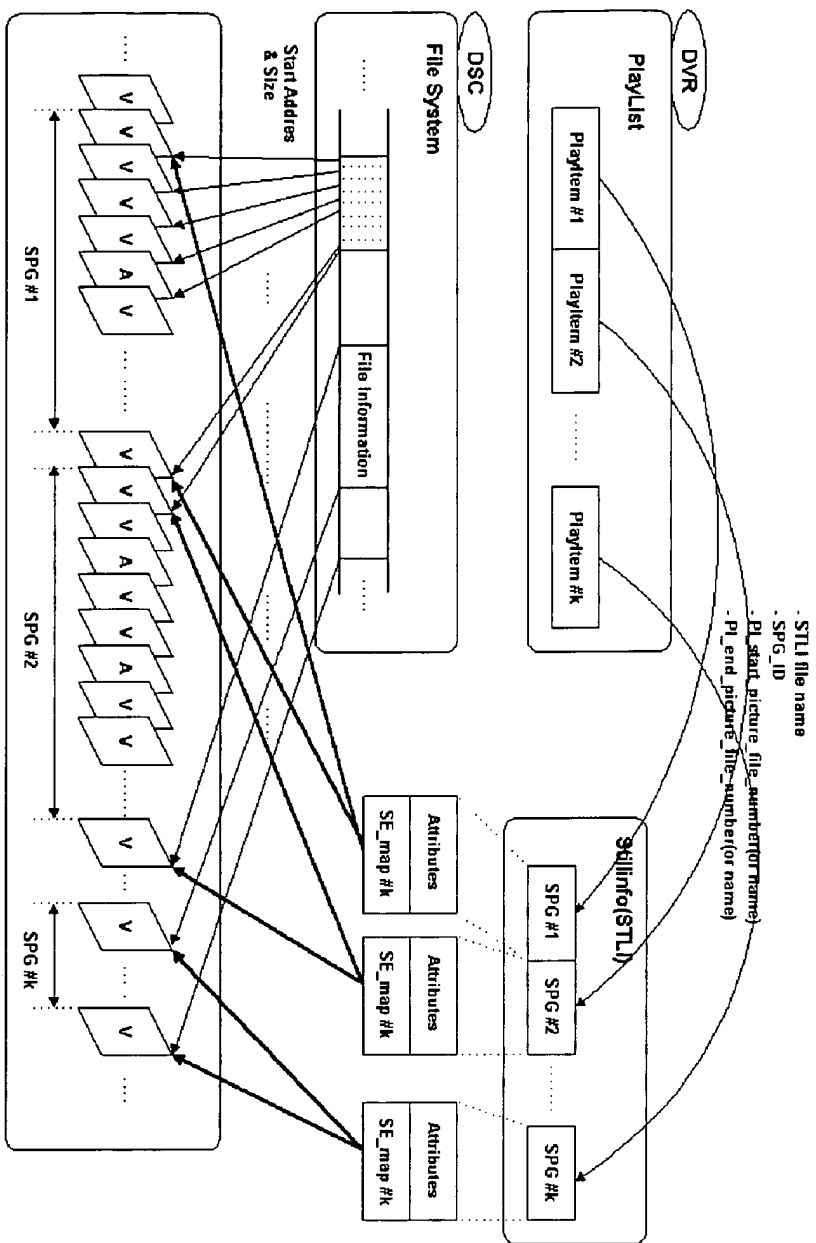 DVR
PlayList
PlayItem #1
PlayItem #2
......
PlayItem #k
- STLI file name
- SPG_ID
- PI_start_picture_file_number(or name)
- PI_end_picture_file_number(or name)
Stillinfo(STLI)
SPG #1
SPG #2
......
SPG #k
DSC
File System
......
File Information
......
Attributes
SE_map #k
Attributes
SE_map #k
Attributes
SE_map #k
Start Addres
& Size
......
V
V
V
V
V
A
V
......
V
V
V
A
V
V
A
V
V
......
V
......
V
......
V
......
SPG #1
SPG #2
SPG #k